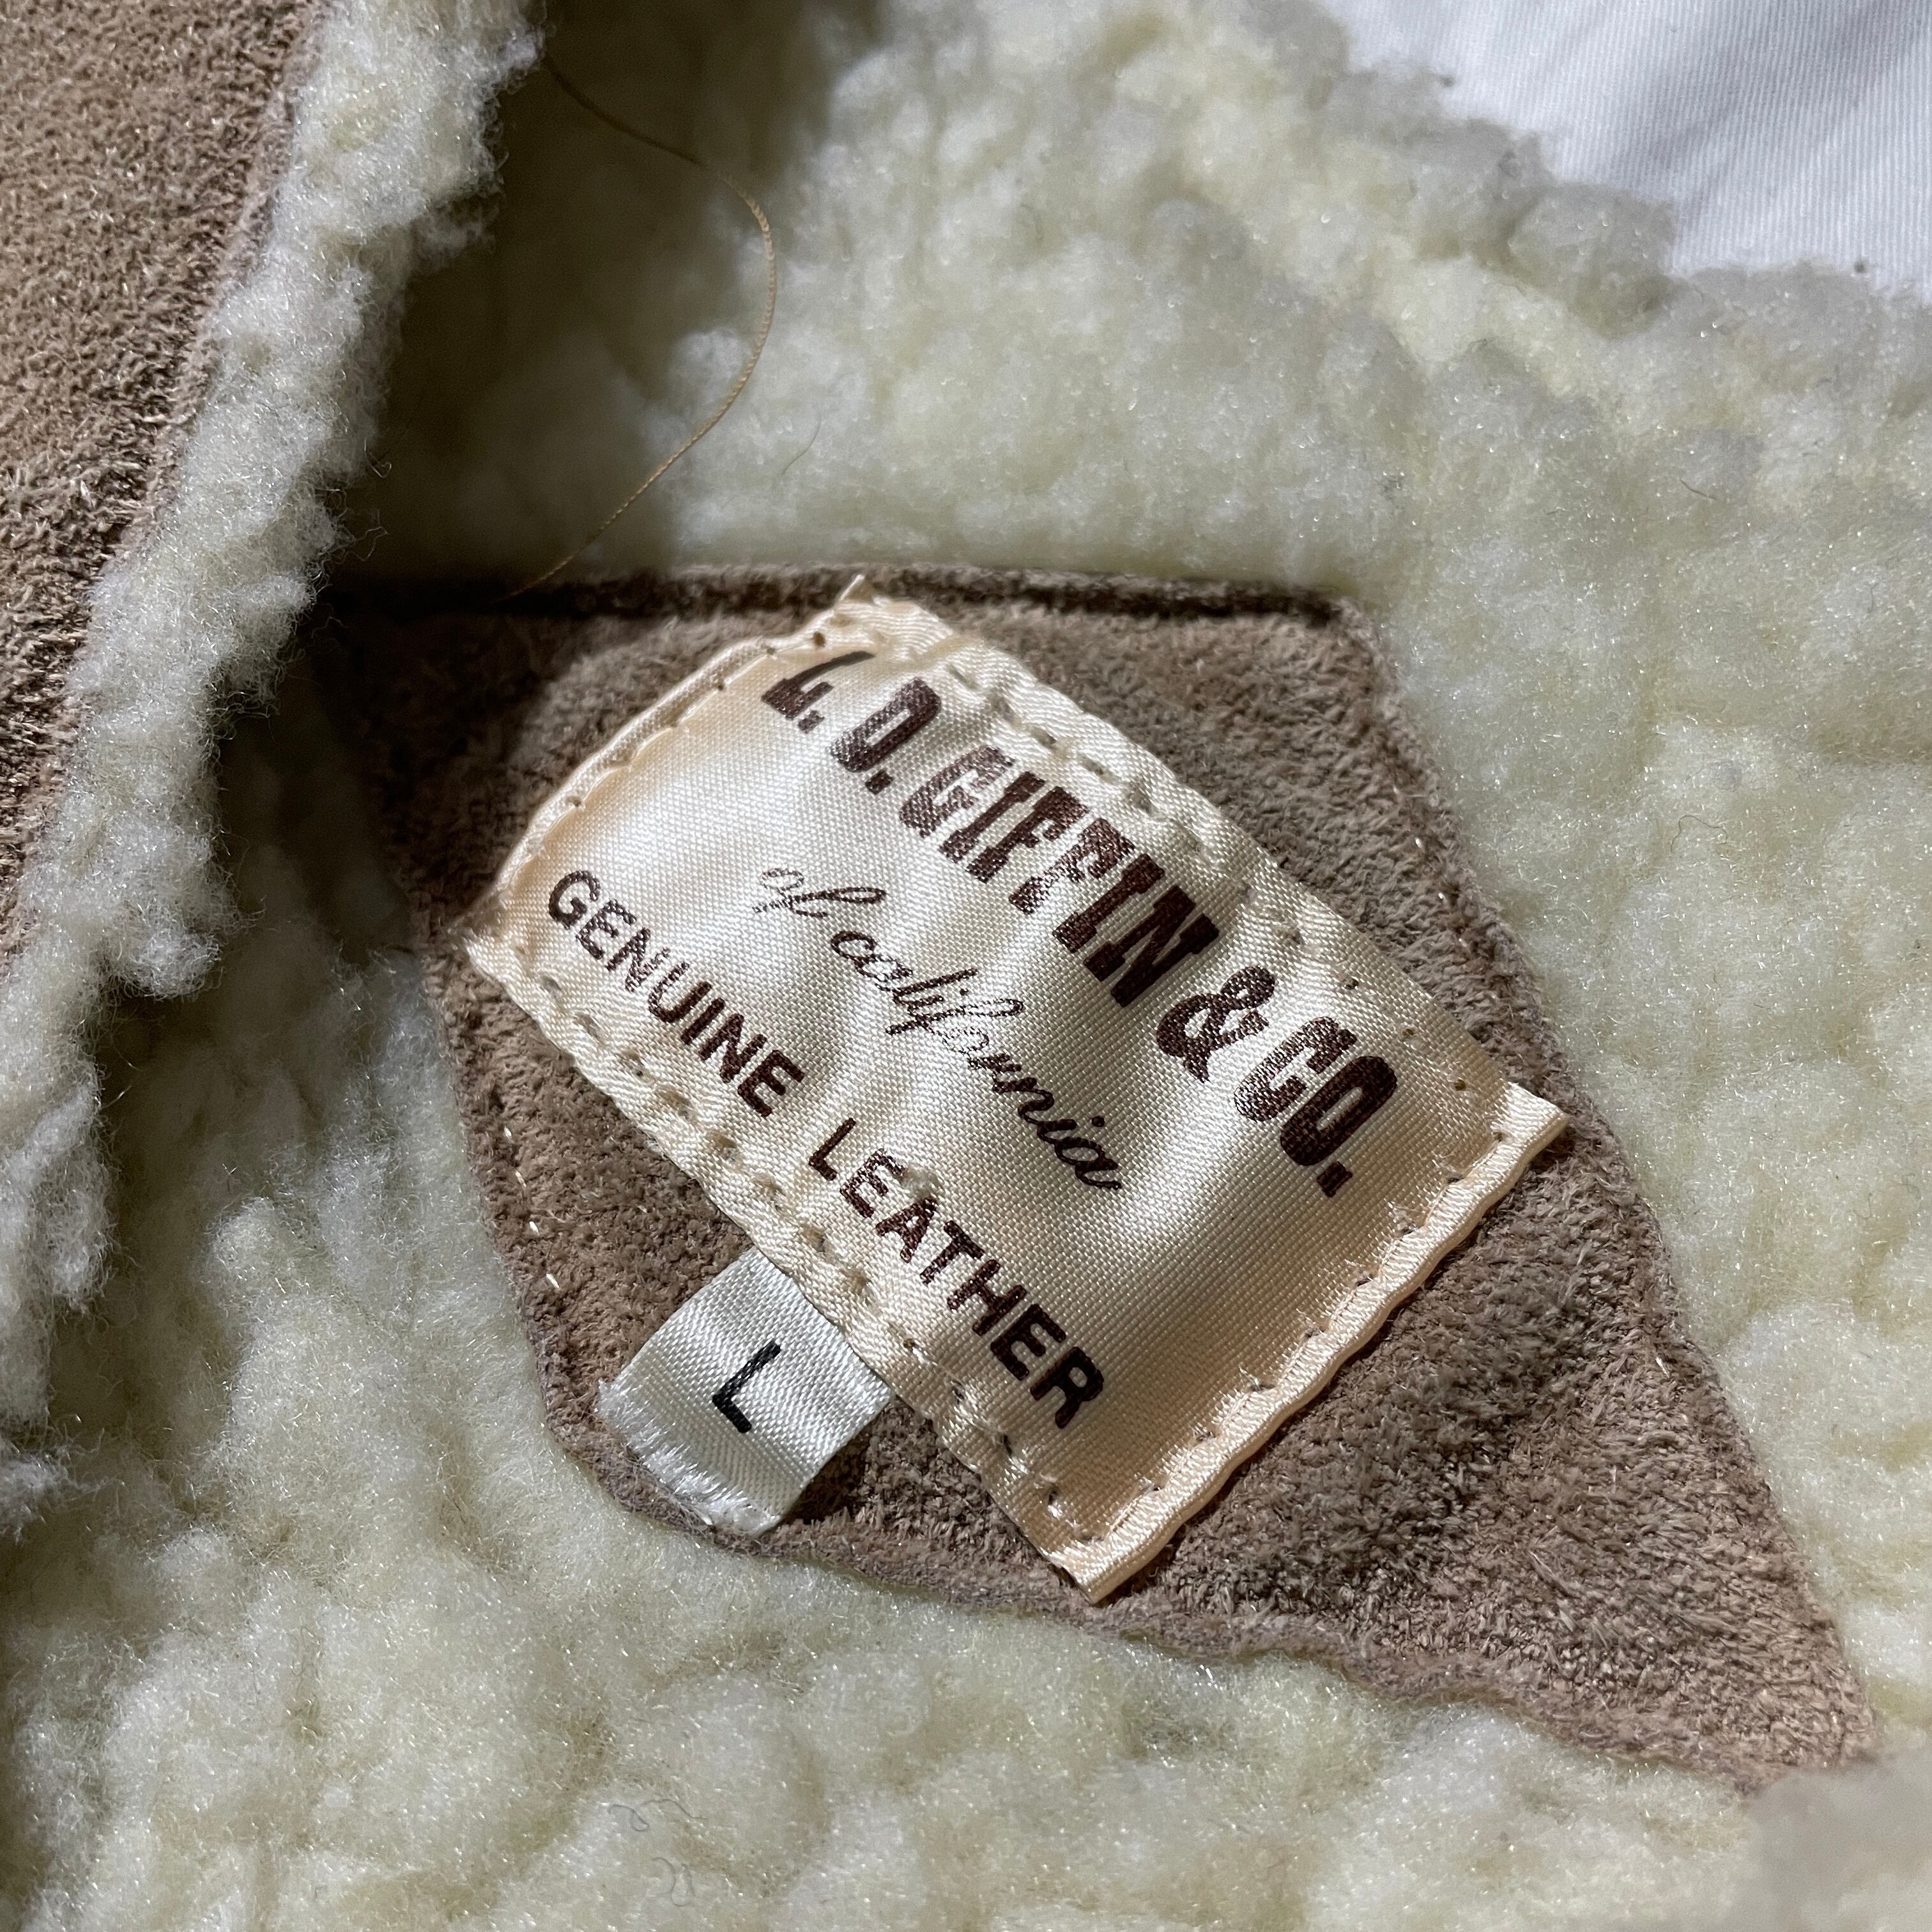 L. D. GIFFIN & CO.
of california
GENUINE LEATHER
L